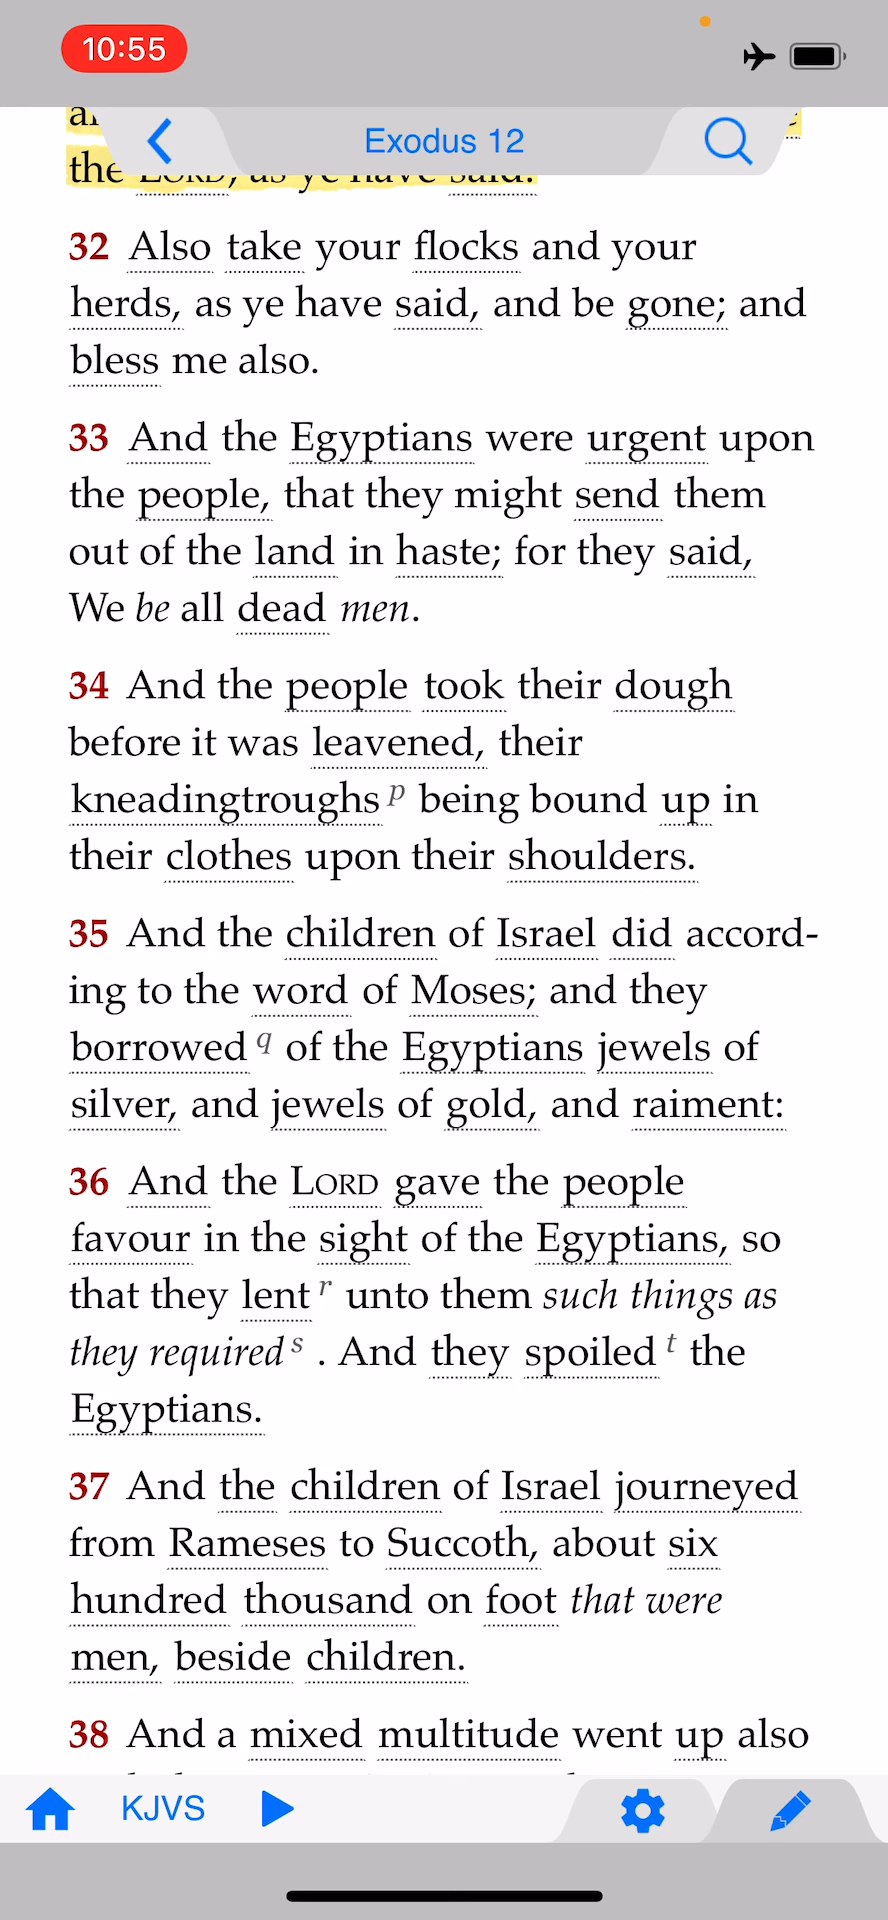 10:55
Exodus 12
the LORD, as ye have said.
32 Also take your flocks and your
herds, as ye have said, and be gone; and
bless me also.
33 And the Egyptians were urgent upon
the people, that they might send them
out of the land in haste; for they said,
We be all dead men.
34 And the people took their dough
before it was leavened, their
kneadingtroughs p being bound up in
their clothes upon their shoulders.
35 And the children of Israel did accord-
ing to the word of Moses; and they
borrowed q of the Egyptians jewels of
silver, and jewels of gold, and raiment:
36 And the LORD gave the people
favour in the sight of the Egyptians, so
that they lent r unto them such things as
they required s . And they spoiled t the
Egyptians.
37 And the children of Israel journeyed
from Rameses to Succoth, about six
hundred thousand on foot that were
men, beside children.
38 And a mixed multitude went up also
KJVS